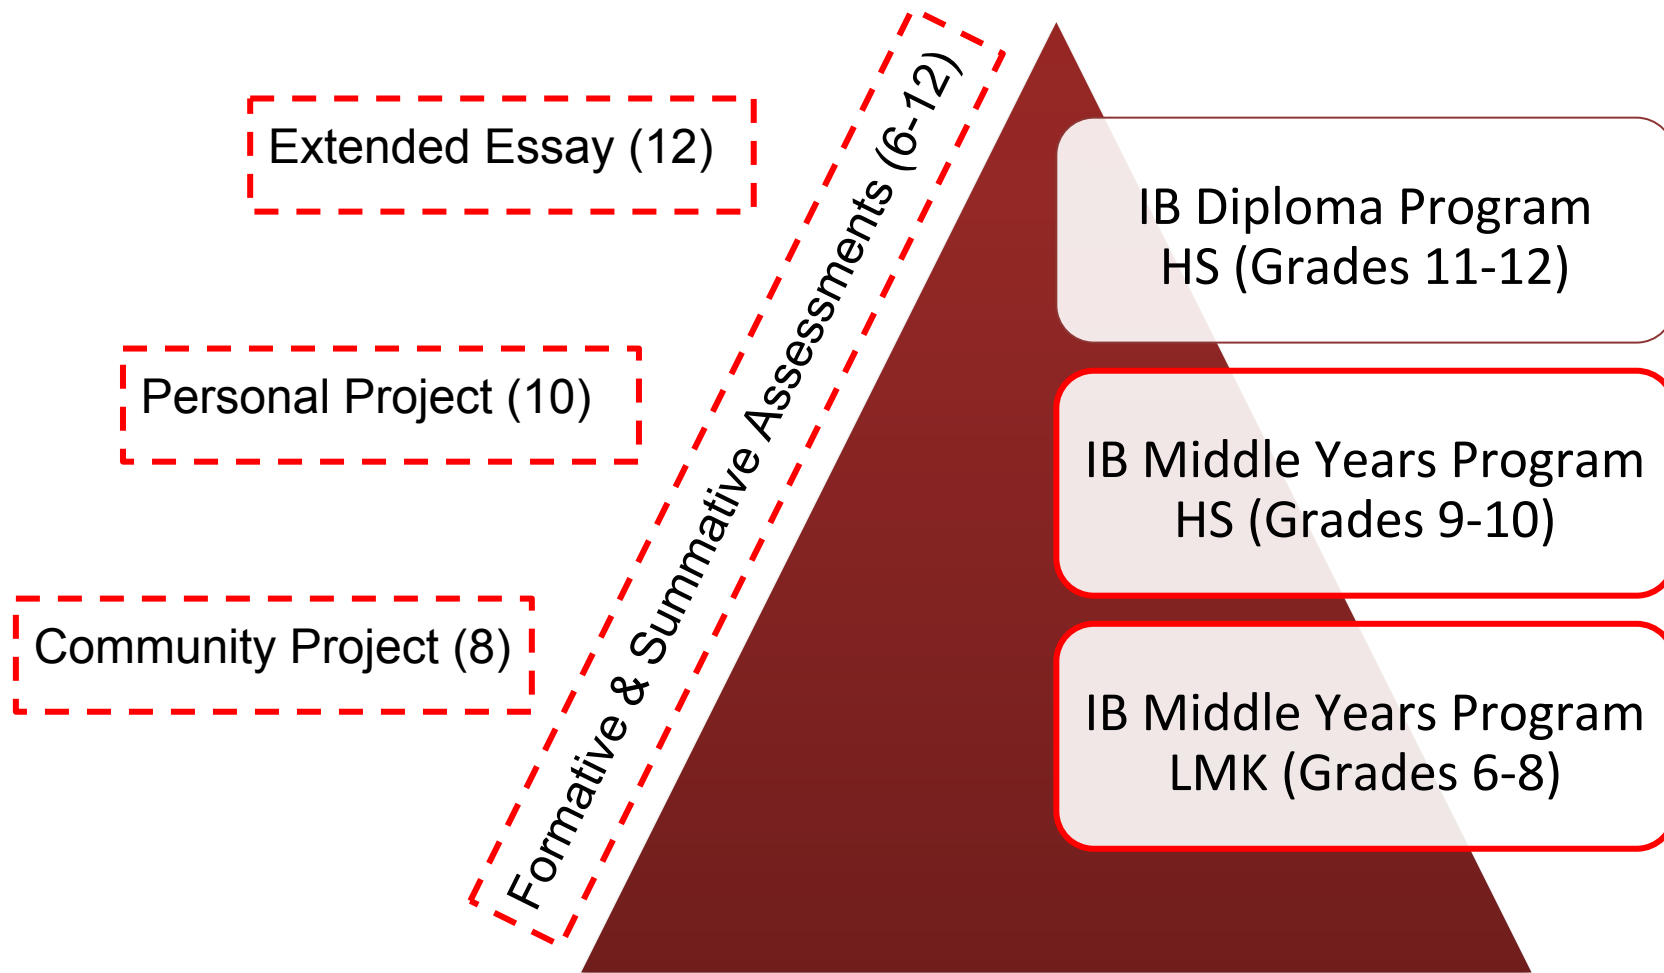 Extended Essay (12)
Personal Project (10)
Community Project (8)
Formative & Summative Assessments (6-12)
IB Diploma Program
HS (Grades 11-12)
IB Middle Years Program
HS (Grades 9-10)
IB Middle Years Program
LMK (Grades 6-8)